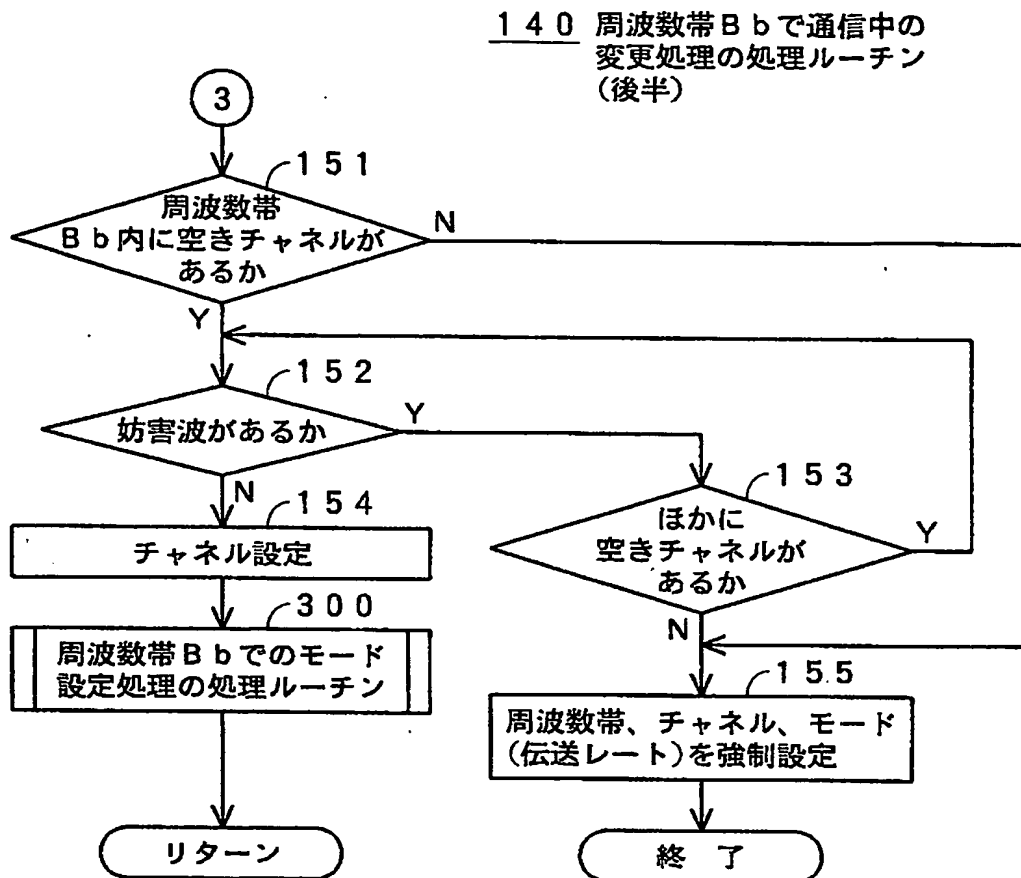 140 周波数帯Bbで通信中の
変更処理の処理ルーチン
(後半)
3
151
周波数帯
Bb内に空きチャネルが
あるか
N
Y
152
妨害波があるか
Y
N
153
ほかに
空きチャネルが
あるか
Y
N
154
チャネル設定
300
周波数帯Bbでのモード
設定処理の処理ルーチン
155
周波数帯、チャネル、モード
(伝送レート)を強制設定
リターン
終 了